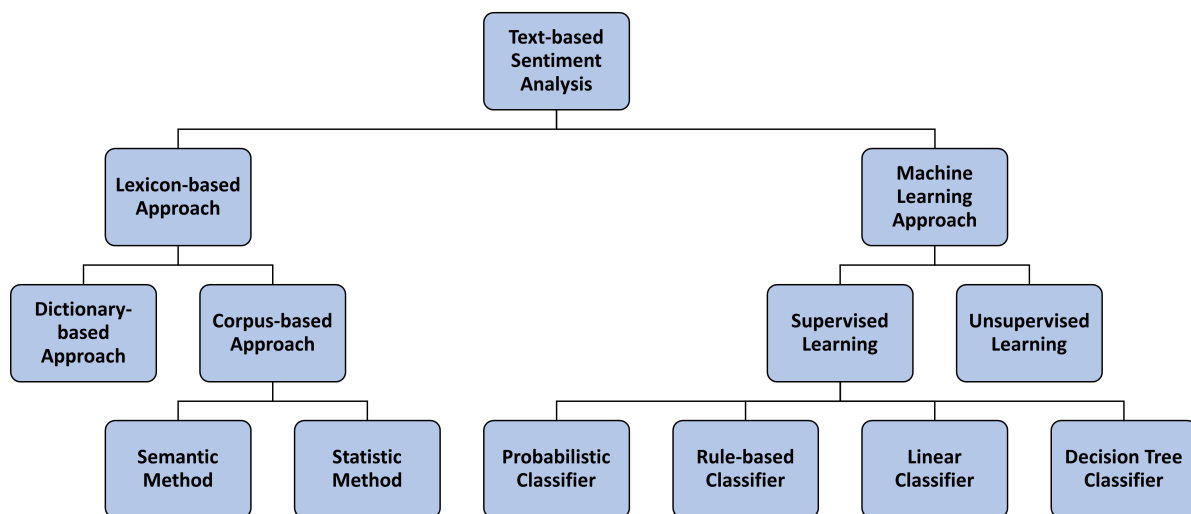 Text-based
Sentiment
Analysis
Lexicon-based
Approach
Machine
Learning
Approach
Dictionary-
based
Approach
Corpus-based
Approach
Supervised
Learning
Unsupervised
Learning
Semantic
Method
Statistic
Method
Probabilistic
Classifier
Rule-based
Classifier
Linear
Classifier
Decision Tree
Classifier